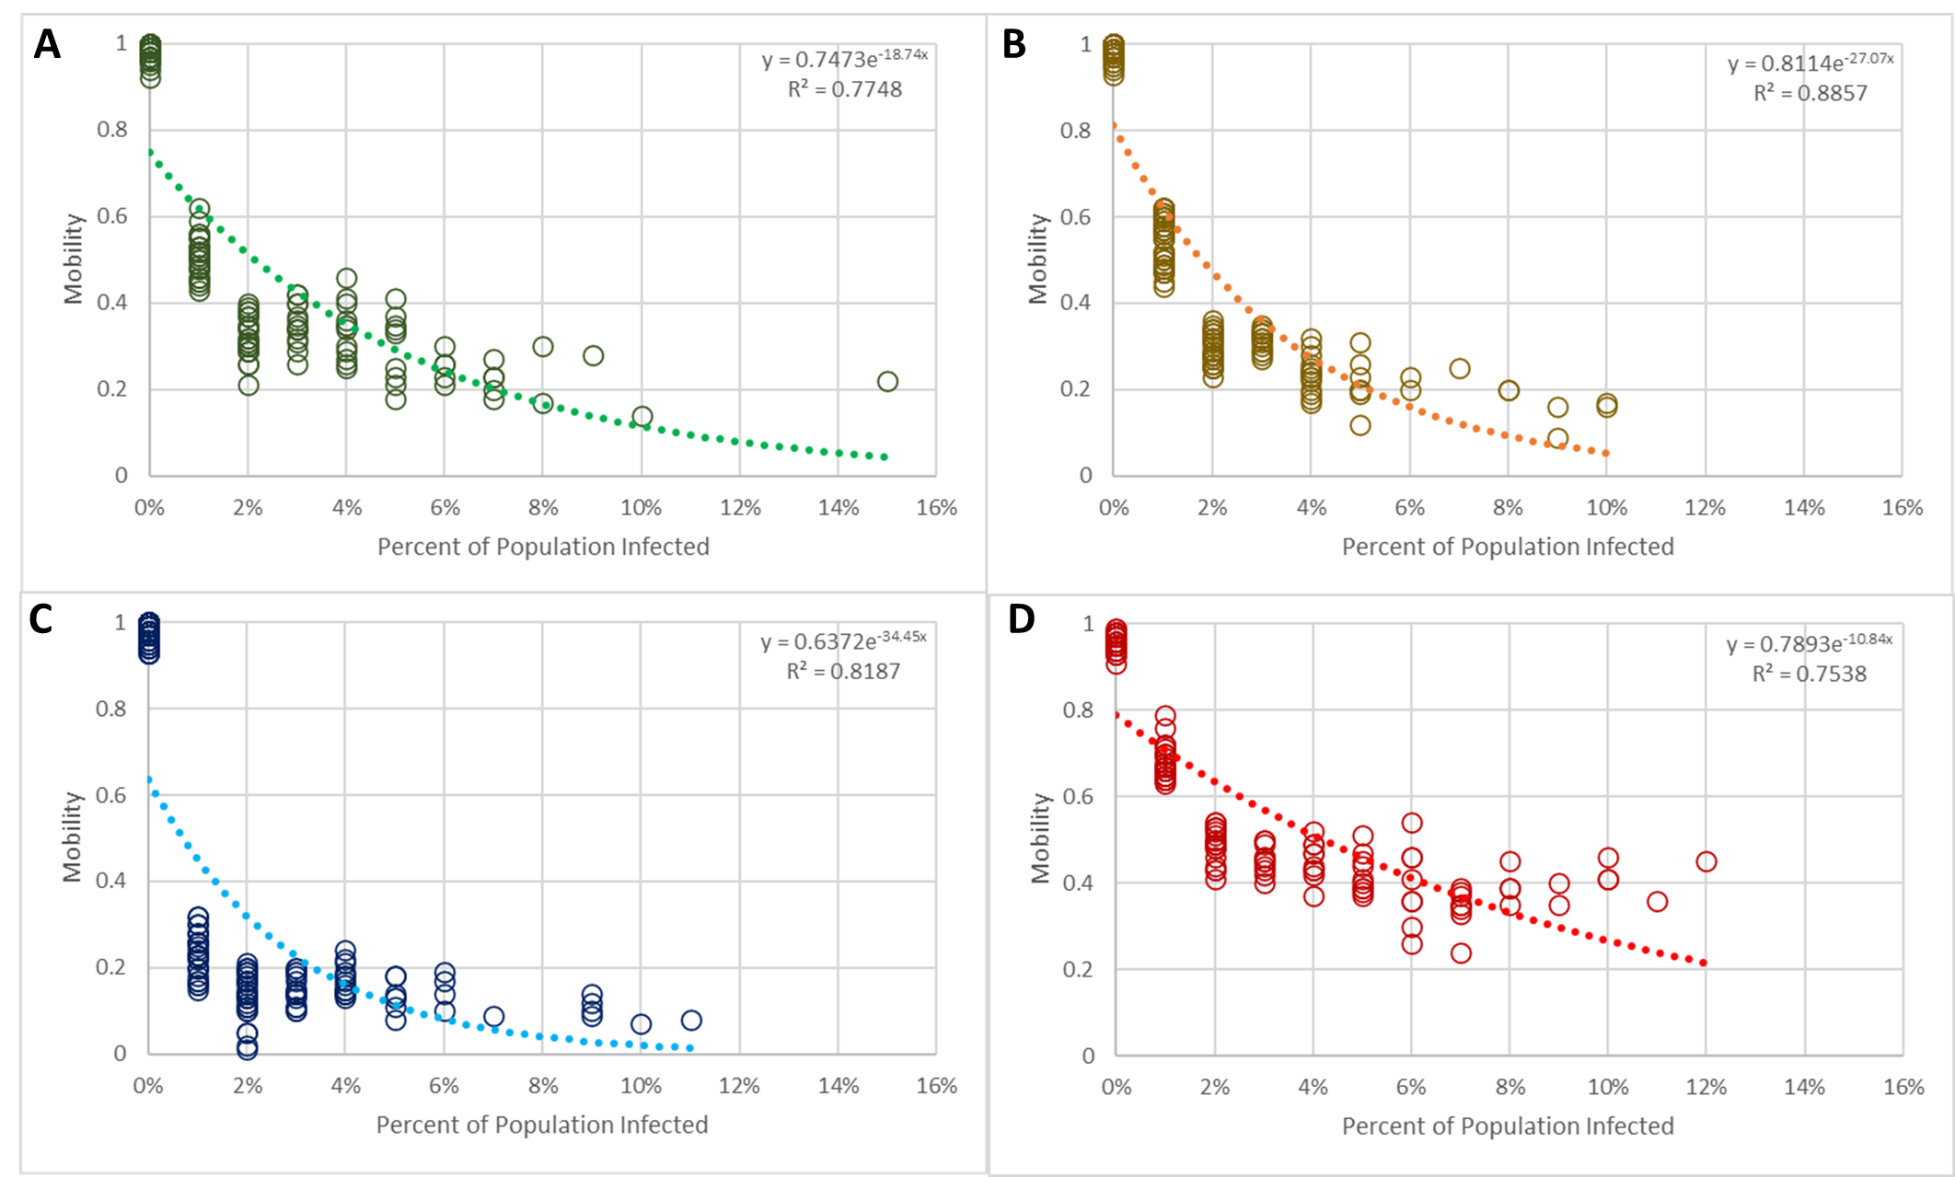 A
y = 0.7473e^-18.74x
R² = 0.7748
1
0.8
0.6
0.4
0.2
0
Mobility
0% 2% 4% 6% 8% 10% 12% 14% 16%
Percent of Population Infected
B
y = 0.8114e^-27.07x
R² = 0.8857
1
0.8
0.6
0.4
0.2
0
Mobility
0% 2% 4% 6% 8% 10% 12% 14% 16%
Percent of Population Infected
C
y = 0.6372e^-34.45x
R² = 0.8187
1
0.8
0.6
0.4
0.2
0
Mobility
0% 2% 4% 6% 8% 10% 12% 14% 16%
Percent of Population Infected
D
y = 0.7893e^-10.84x
R² = 0.7538
1
0.8
0.6
0.4
0.2
0
Mobility
0% 2% 4% 6% 8% 10% 12% 14% 16%
Percent of Population Infected